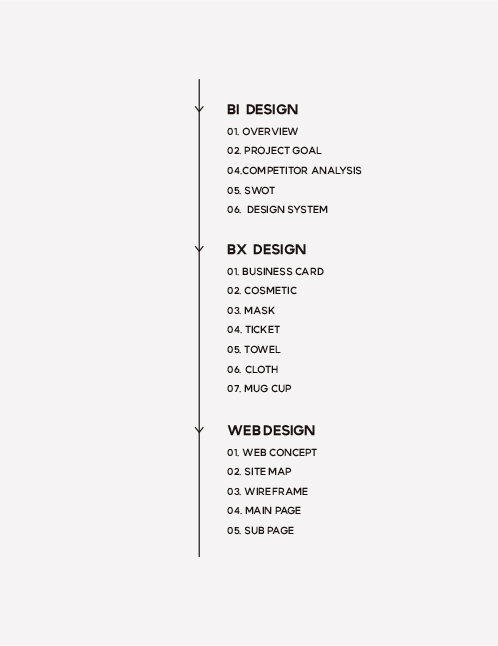 BI DESIGN
01. OVERVIEW
02. PROJECT GOAL
04.COMPETITOR ANALYSIS
05. SWOT
06. DESIGN SYSTEM
BX DESIGN
01. BUSINESS CARD
02. COSMETIC
03. MASK
04. TICKET
05. TOWEL
06. CLOTH
07. MUG CUP
WEB DESIGN
01. WEB CONCEPT
02. SITE MAP
03. WIREFRAME
04. MAIN PAGE
05. SUB PAGE